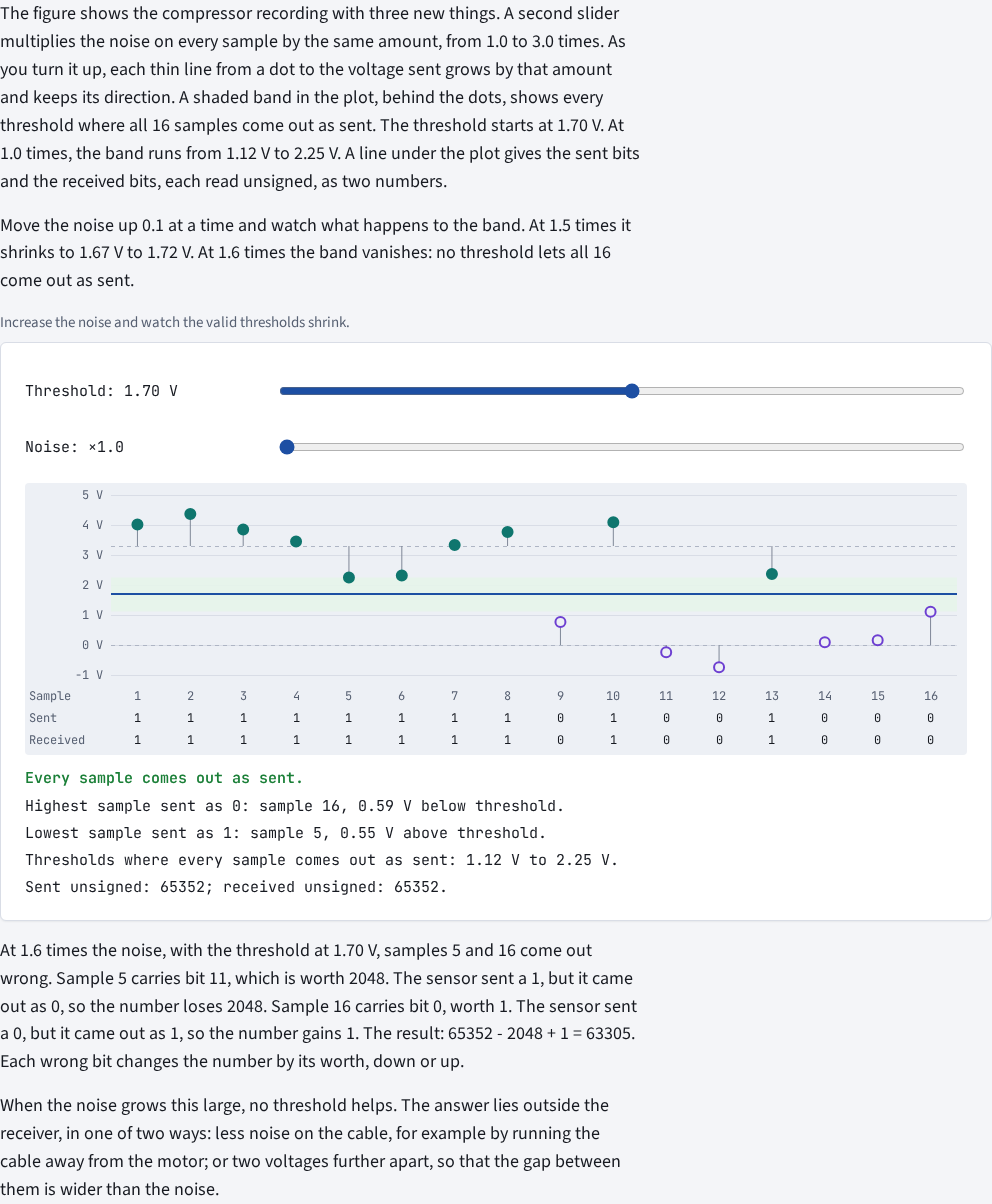 The figure shows the compressor recording with three new things. A second slider
multiplies the noise on every sample by the same amount, from 1.0 to 3.0 times. As
you turn it up, each thin line from a dot to the voltage sent grows by that amount
and keeps its direction. A shaded band in the plot, behind the dots, shows every
threshold where all 16 samples come out as sent. The threshold starts at 1.70 V. At
1.0 times, the band runs from 1.12 V to 2.25 V. A line under the plot gives the sent bits
and the received bits, each read unsigned, as two numbers.
Move the noise up 0.1 at a time and watch what happens to the band. At 1.5 times it
shrinks to 1.67 V to 1.72 V. At 1.6 times the band vanishes: no threshold lets all 16
come out as sent.
Increase the noise and watch the valid thresholds shrink.
Threshold: 1.70 V
Noise: ×1.0
5 V
4 V
3 V
2 V
1 V
0 V
-1 V
Sample 1 2 3 4 5 6 7 8 9 10 11 12 13 14 15 16
Sent 1 1 1 1 1 1 1 1 0 1 0 0 1 0 0 0
Received 1 1 1 1 1 1 1 1 0 1 0 0 1 0 0 0
Every sample comes out as sent.
Highest sample sent as 0: sample 16, 0.59 V below threshold.
Lowest sample sent as 1: sample 5, 0.55 V above threshold.
Thresholds where every sample comes out as sent: 1.12 V to 2.25 V.
Sent unsigned: 65352; received unsigned: 65352.
At 1.6 times the noise, with the threshold at 1.70 V, samples 5 and 16 come out
wrong. Sample 5 carries bit 11, which is worth 2048. The sensor sent a 1, but it came
out as 0, so the number loses 2048. Sample 16 carries bit 0, worth 1. The sensor sent
a 0, but it came out as 1, so the number gains 1. The result: 65352 - 2048 + 1 = 63305.
Each wrong bit changes the number by its worth, down or up.
When the noise grows this large, no threshold helps. The answer lies outside the
receiver, in one of two ways: less noise on the cable, for example by running the
cable away from the motor; or two voltages further apart, so that the gap between
them is wider than the noise.